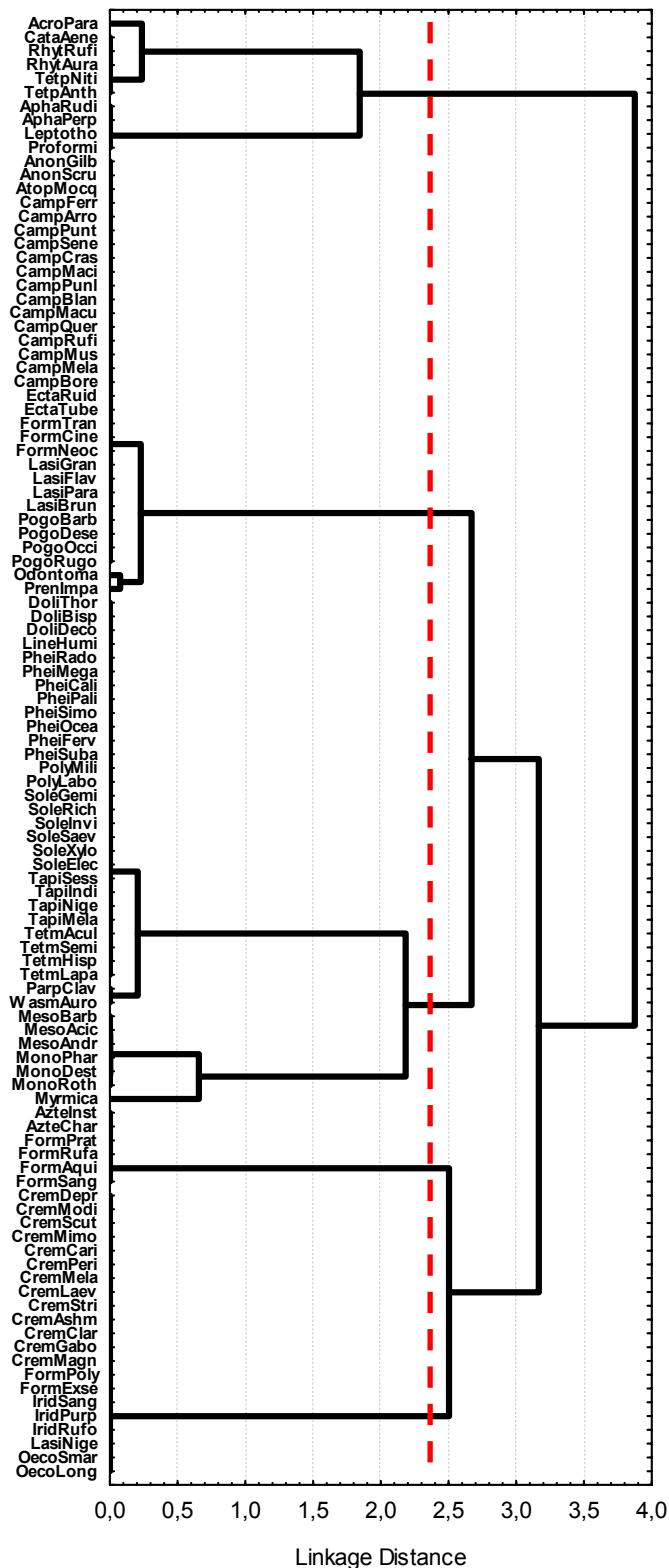 AcroPara
CataAene
RhytRufi
RhytAura
TetpNiti
TetpAnth
AphaRudi
AphaPerp
Leptotho
Proformi
AnonGilb
AnonScru
AtopMocq
CampFerr
CampArro
CampPunt
CampSene
CampCras
CampMaci
CampPunl
CampBlan
CampMacu
CampQuer
CampRufi
CampMus
CampMela
CampBore
EctaRuid
EctaTube
FormTran
FormCine
FormNeoc
LasiGran
LasiFlav
LasiPara
LasiBrun
PogoBarb
PogoDese
PogoOcci
PogoRugo
Odontoma
PrenImpa
DoliThor
DoliBisp
DoliDeco
LineHumi
PheiRado
PheiMega
PheiCali
PheiPali
PheiSimo
PheiOcea
PheiFerv
PheiSuba
PolyMili
PolyLabo
SoleGemi
SoleRich
SoleInvi
SoleSaev
SoleXylo
SoleElec
TapiSess
TapiIndi
TapiNige
TapiMela
TetmAcul
TetmSemi
TetmHisp
TetmLapa
ParpClav
WasmAuro
MesoBarb
MesoAcic
MesoAndr
MonoPhar
MonoDest
MonoRoth
Myrmica
AzteInst
AzteChar
FormPrat
FormRufa
FormAqui
FormSang
CremDepr
CremModi
CremScut
CremMimo
CremCari
CremPeri
CremMela
CremLaev
CremStri
CremAshm
CremClar
CremGabo
CremMagn
FormPoly
FormExse
IridSang
IridPurp
IridRufo
LasiNige
OecoSmar
OecoLong
0,0 0,5 1,0 1,5 2,0 2,5 3,0 3,5 4,0
Linkage Distance